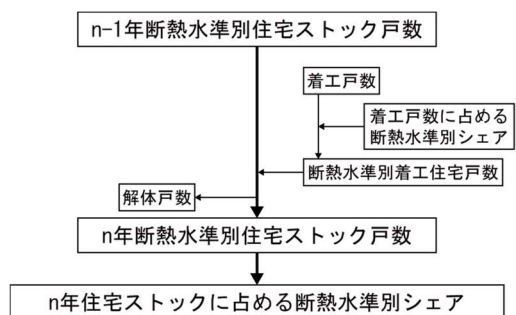 n-1年断熱水準別住宅ストック戸数
着工戸数
着工戸数に占める
断熱水準別シェア
断熱水準別着工住宅戸数
解体戸数
n年断熱水準別住宅ストック戸数
n年住宅ストックに占める断熱水準別シェア